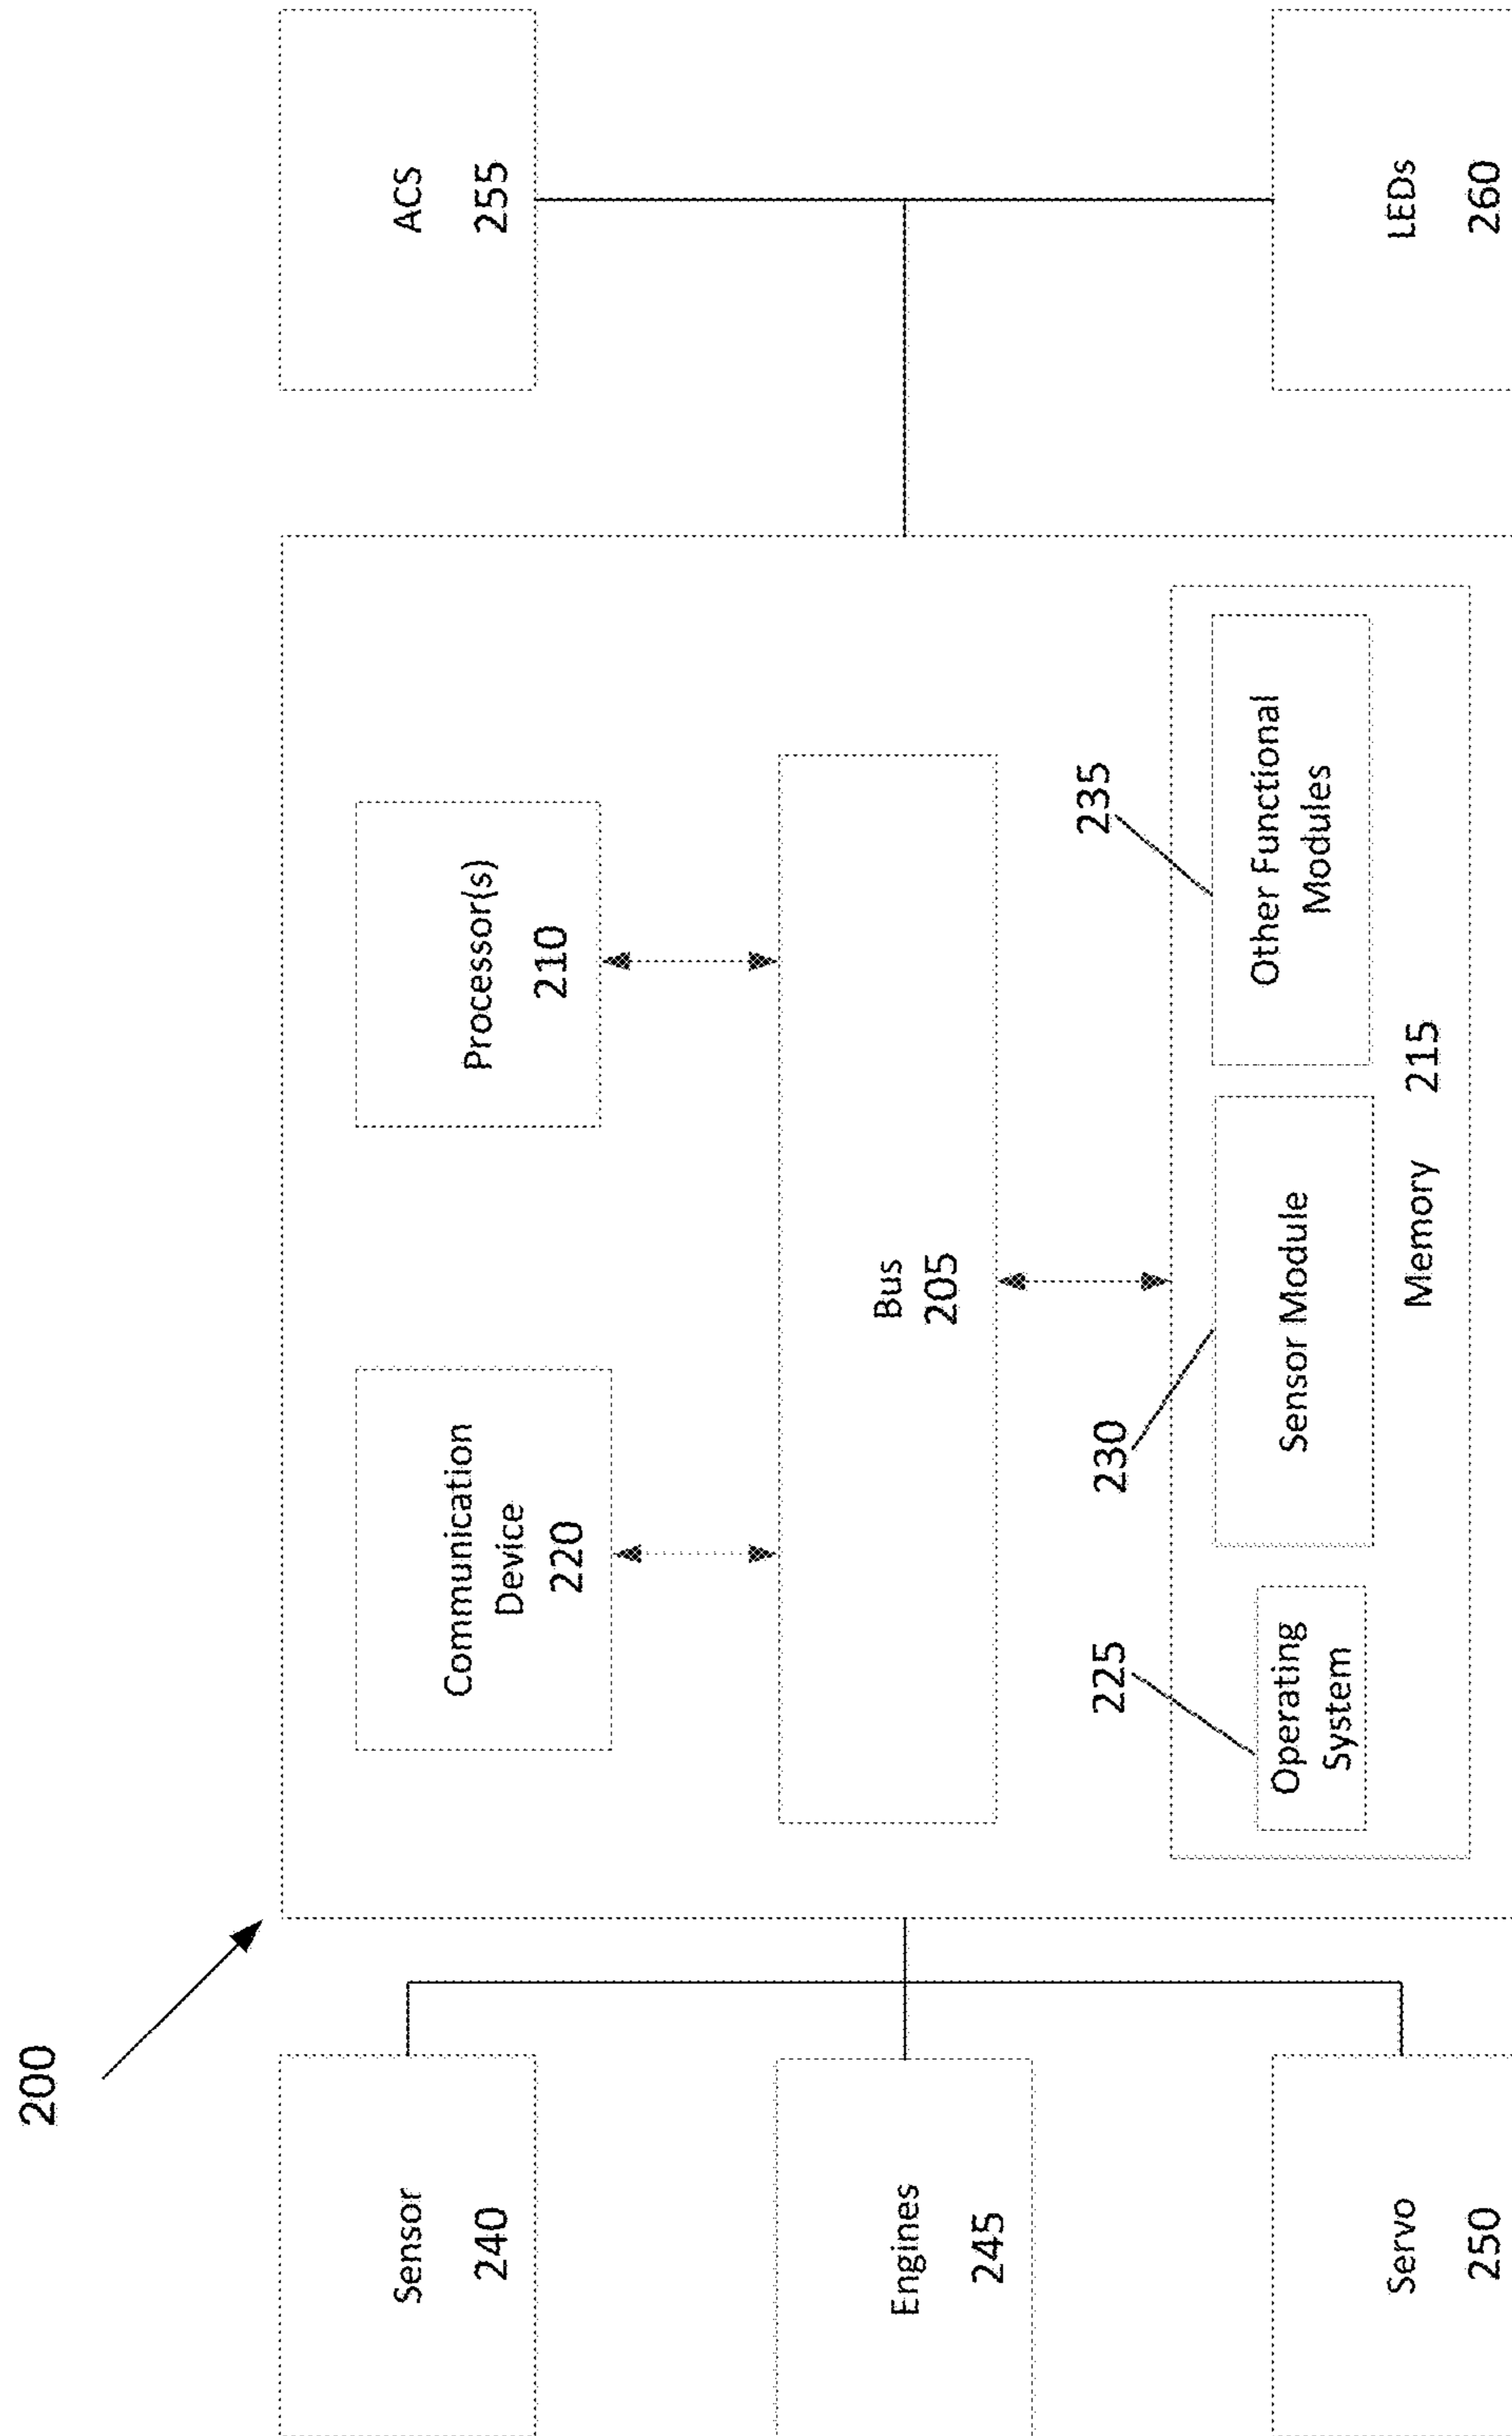 200
Sensor
240
Engines
245
Servo
250
Communication
Device
220
Processor(s)
210
Bus
205
225
230
235
Operating
System
Sensor Module
Other Functional
Modules
Memory 215
ACS
255
LEDs
260